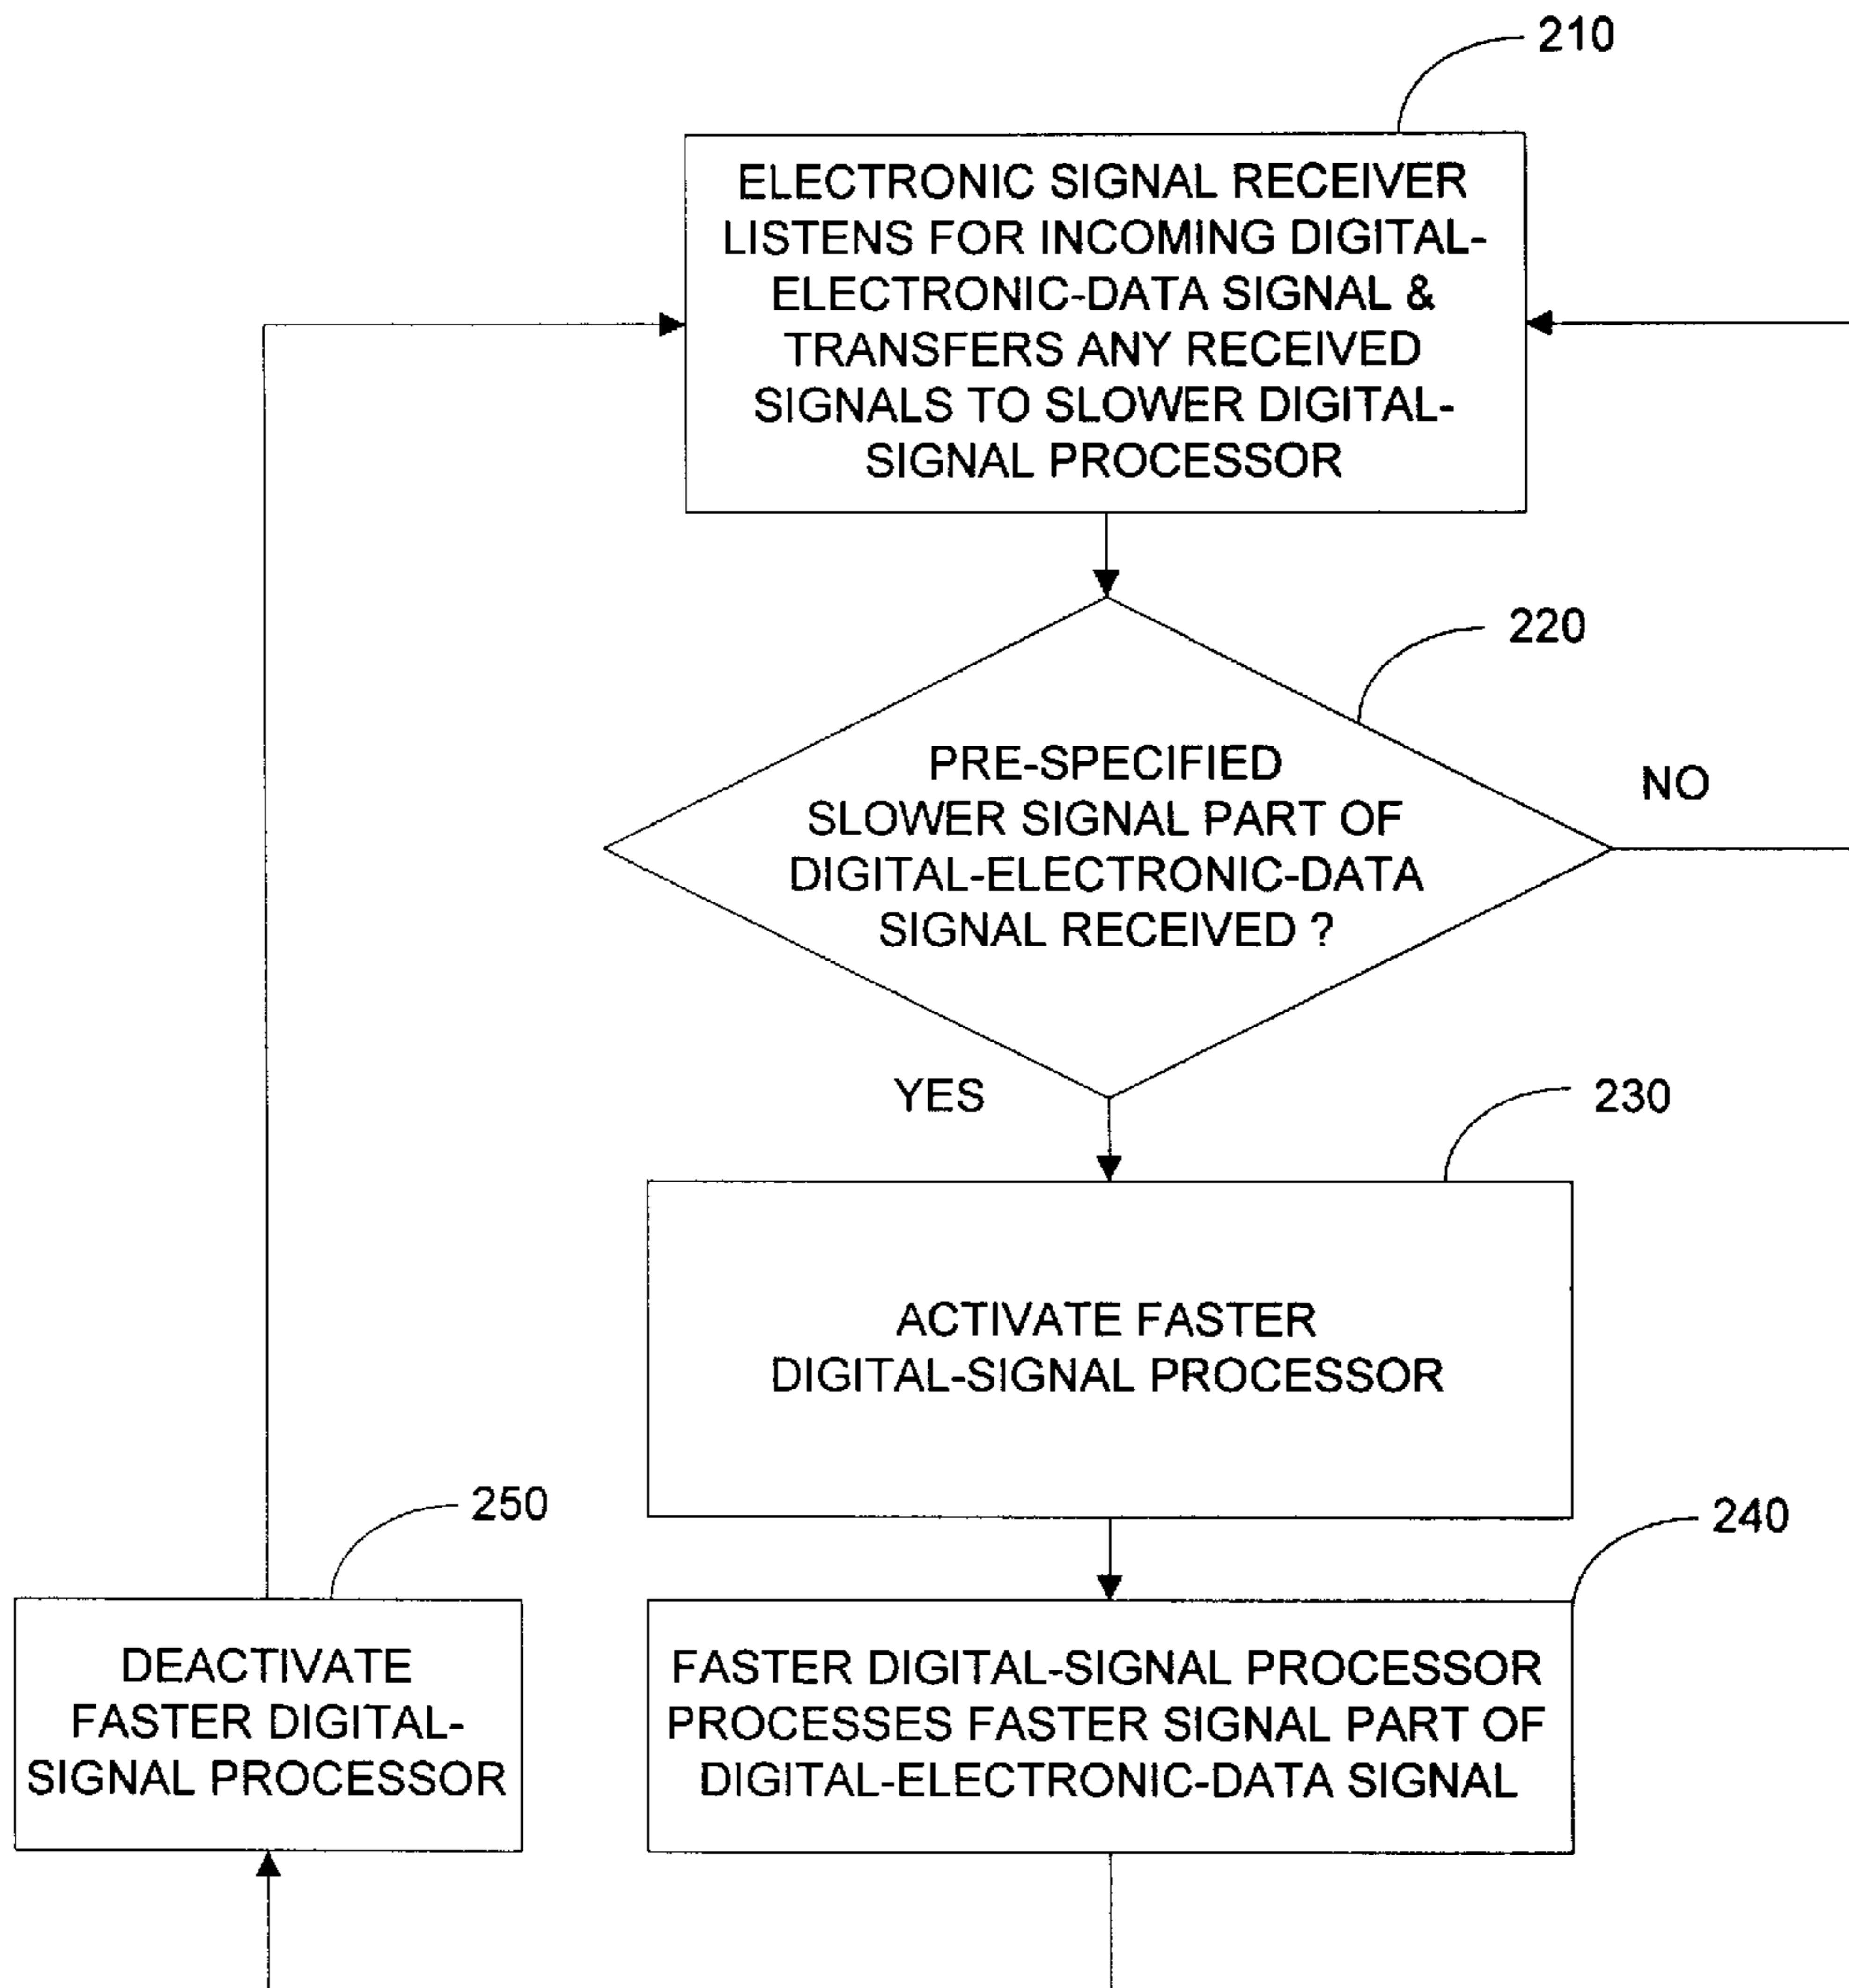 210
ELECTRONIC SIGNAL RECEIVER
LISTENS FOR INCOMING DIGITAL-
ELECTRONIC-DATA SIGNAL &
TRANSFERS ANY RECEIVED
SIGNALS TO SLOWER DIGITAL-
SIGNAL PROCESSOR
220
PRE-SPECIFIED
SLOWER SIGNAL PART OF
DIGITAL-ELECTRONIC-DATA
SIGNAL RECEIVED ?
NO
YES
230
ACTIVATE FASTER
DIGITAL-SIGNAL PROCESSOR
240
FASTER DIGITAL-SIGNAL PROCESSOR
PROCESSES FASTER SIGNAL PART OF
DIGITAL-ELECTRONIC-DATA SIGNAL
250
DEACTIVATE
FASTER DIGITAL-
SIGNAL PROCESSOR